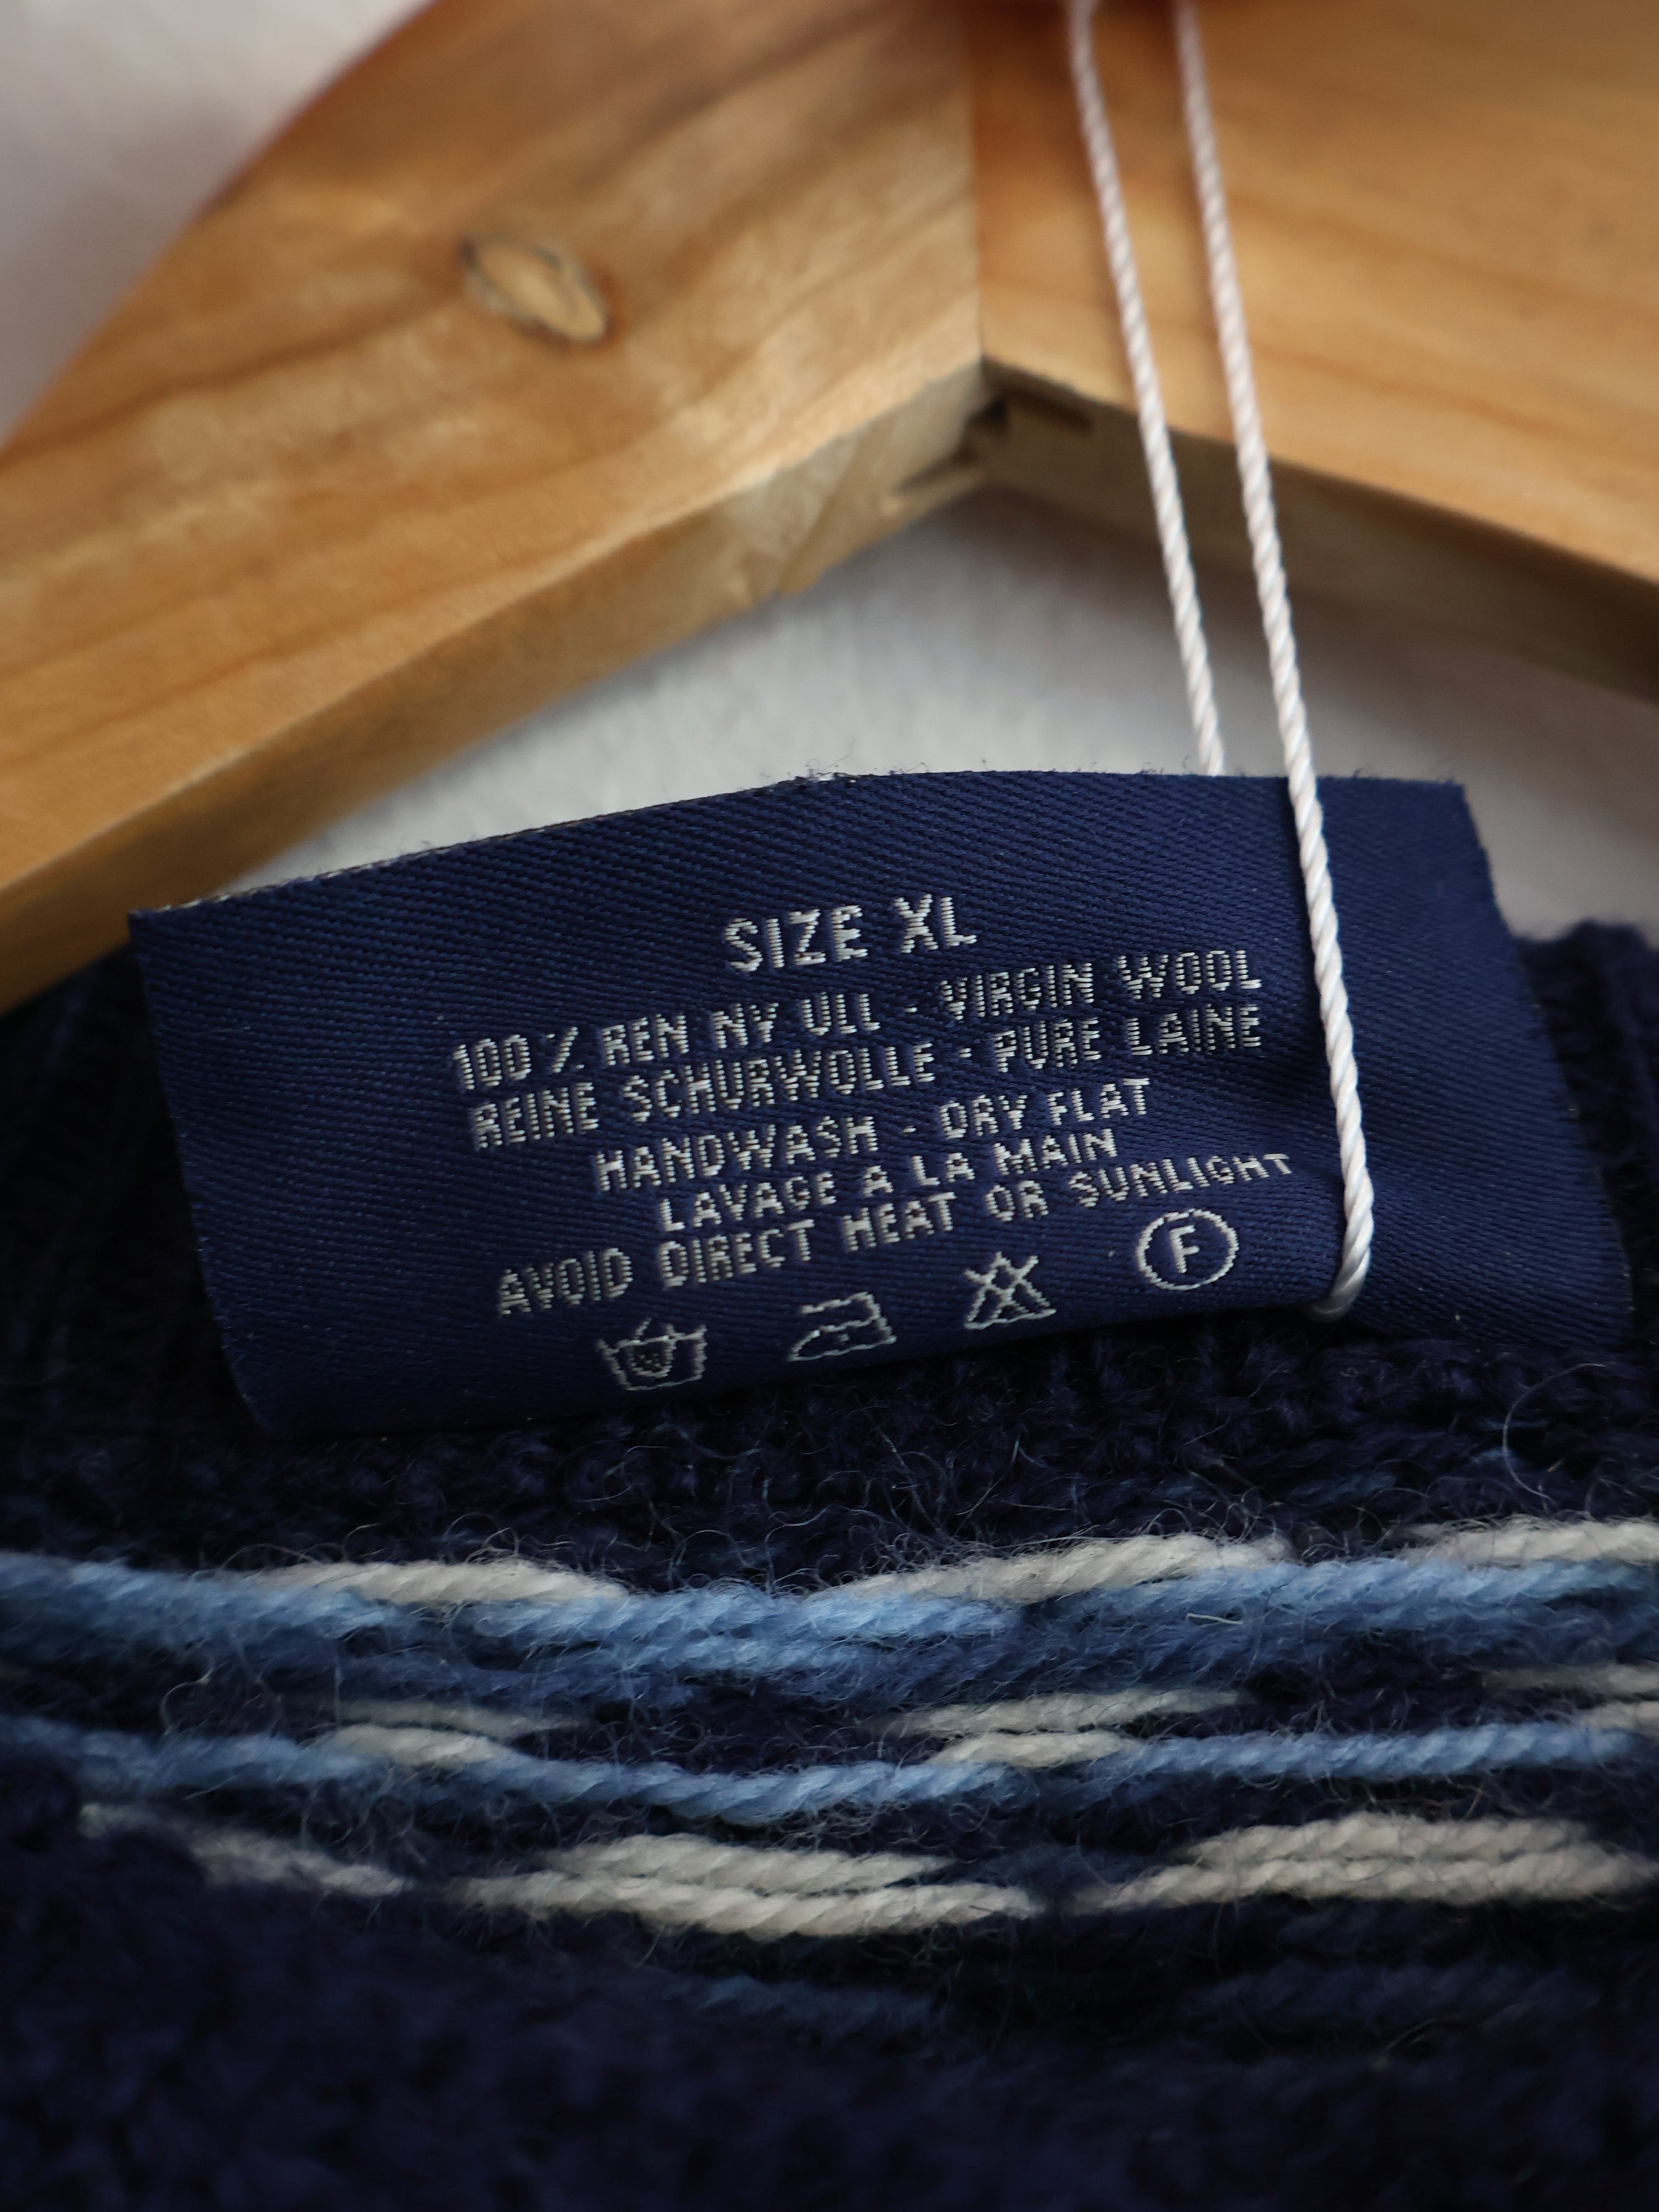 SIZE XL
100 % REN NY ULL - VIRGIN WOOL
REINE SCHURWOLLE - PURE LAINE
HANDWASH - DRY FLAT
LAVAGE A LA MAIN
AVOID DIRECT HEAT OR SUNLIGHT
F